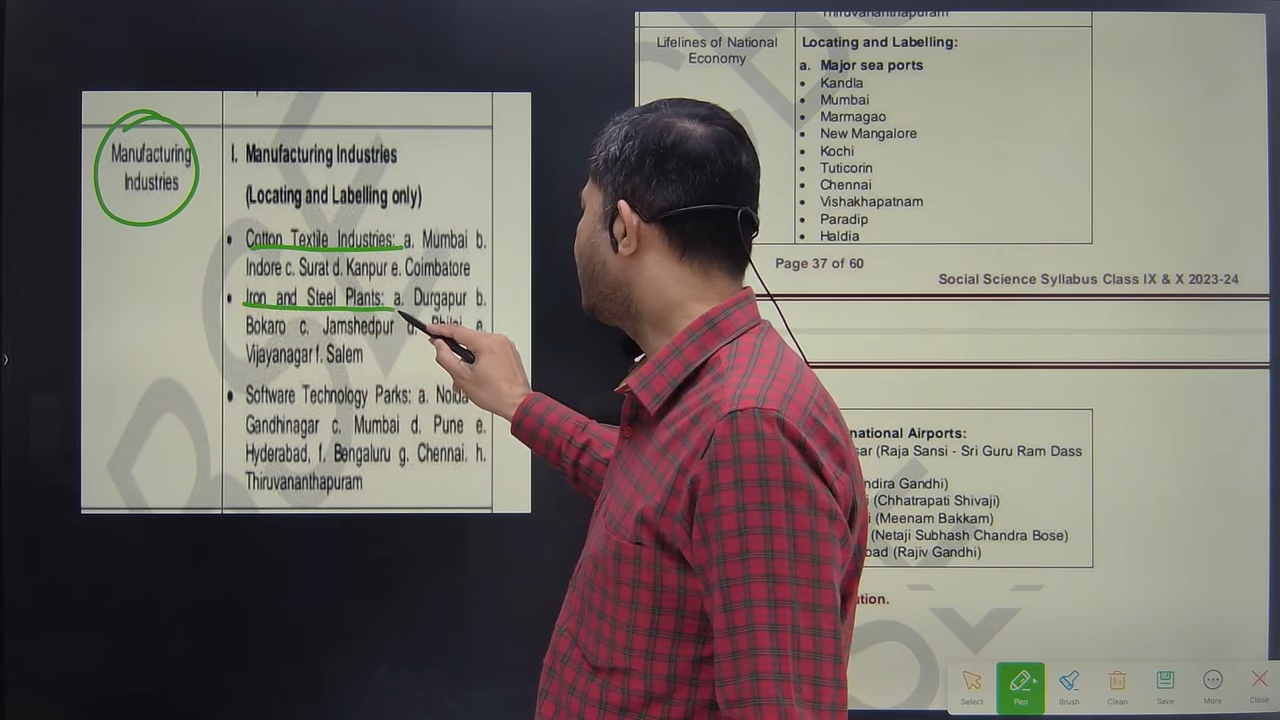 Manufacturing
Industries
I. Manufacturing Industries
(Locating and Labelling only)
• Cotton Textile Industries: a. Mumbai b.
Indore c. Surat d. Kanpur e. Coimbatore
• Iron and Steel Plants: a. Durgapur b.
Bokaro c. Jamshedpur d. Bhilai e.
Vijayanagar f. Salem
• Software Technology Parks: a. Noida
Gandhinagar c. Mumbai d. Pune e.
Hyderabad, f. Bengaluru g. Chennai. h.
Thiruvananthapuram
Thiruvananthapuram
Lifelines of National
Economy
Locating and Labelling:
a. Major sea ports
• Kandla
• Mumbai
• Marmagao
• New Mangalore
• Kochi
• Tuticorin
• Chennai
• Vishakhapatnam
• Paradip
• Haldia
Page 37 of 60
Social Science Syllabus Class IX & X 2023-24
national Airports:
sar (Raja Sansi - Sri Guru Ram Dass
ndira Gandhi)
i (Chhatrapati Shivaji)
i (Meenam Bakkam)
(Netaji Subhash Chandra Bose)
bad (Rajiv Gandhi)
ution.
Select
Pen
Brush
Clean
Save
More
Close